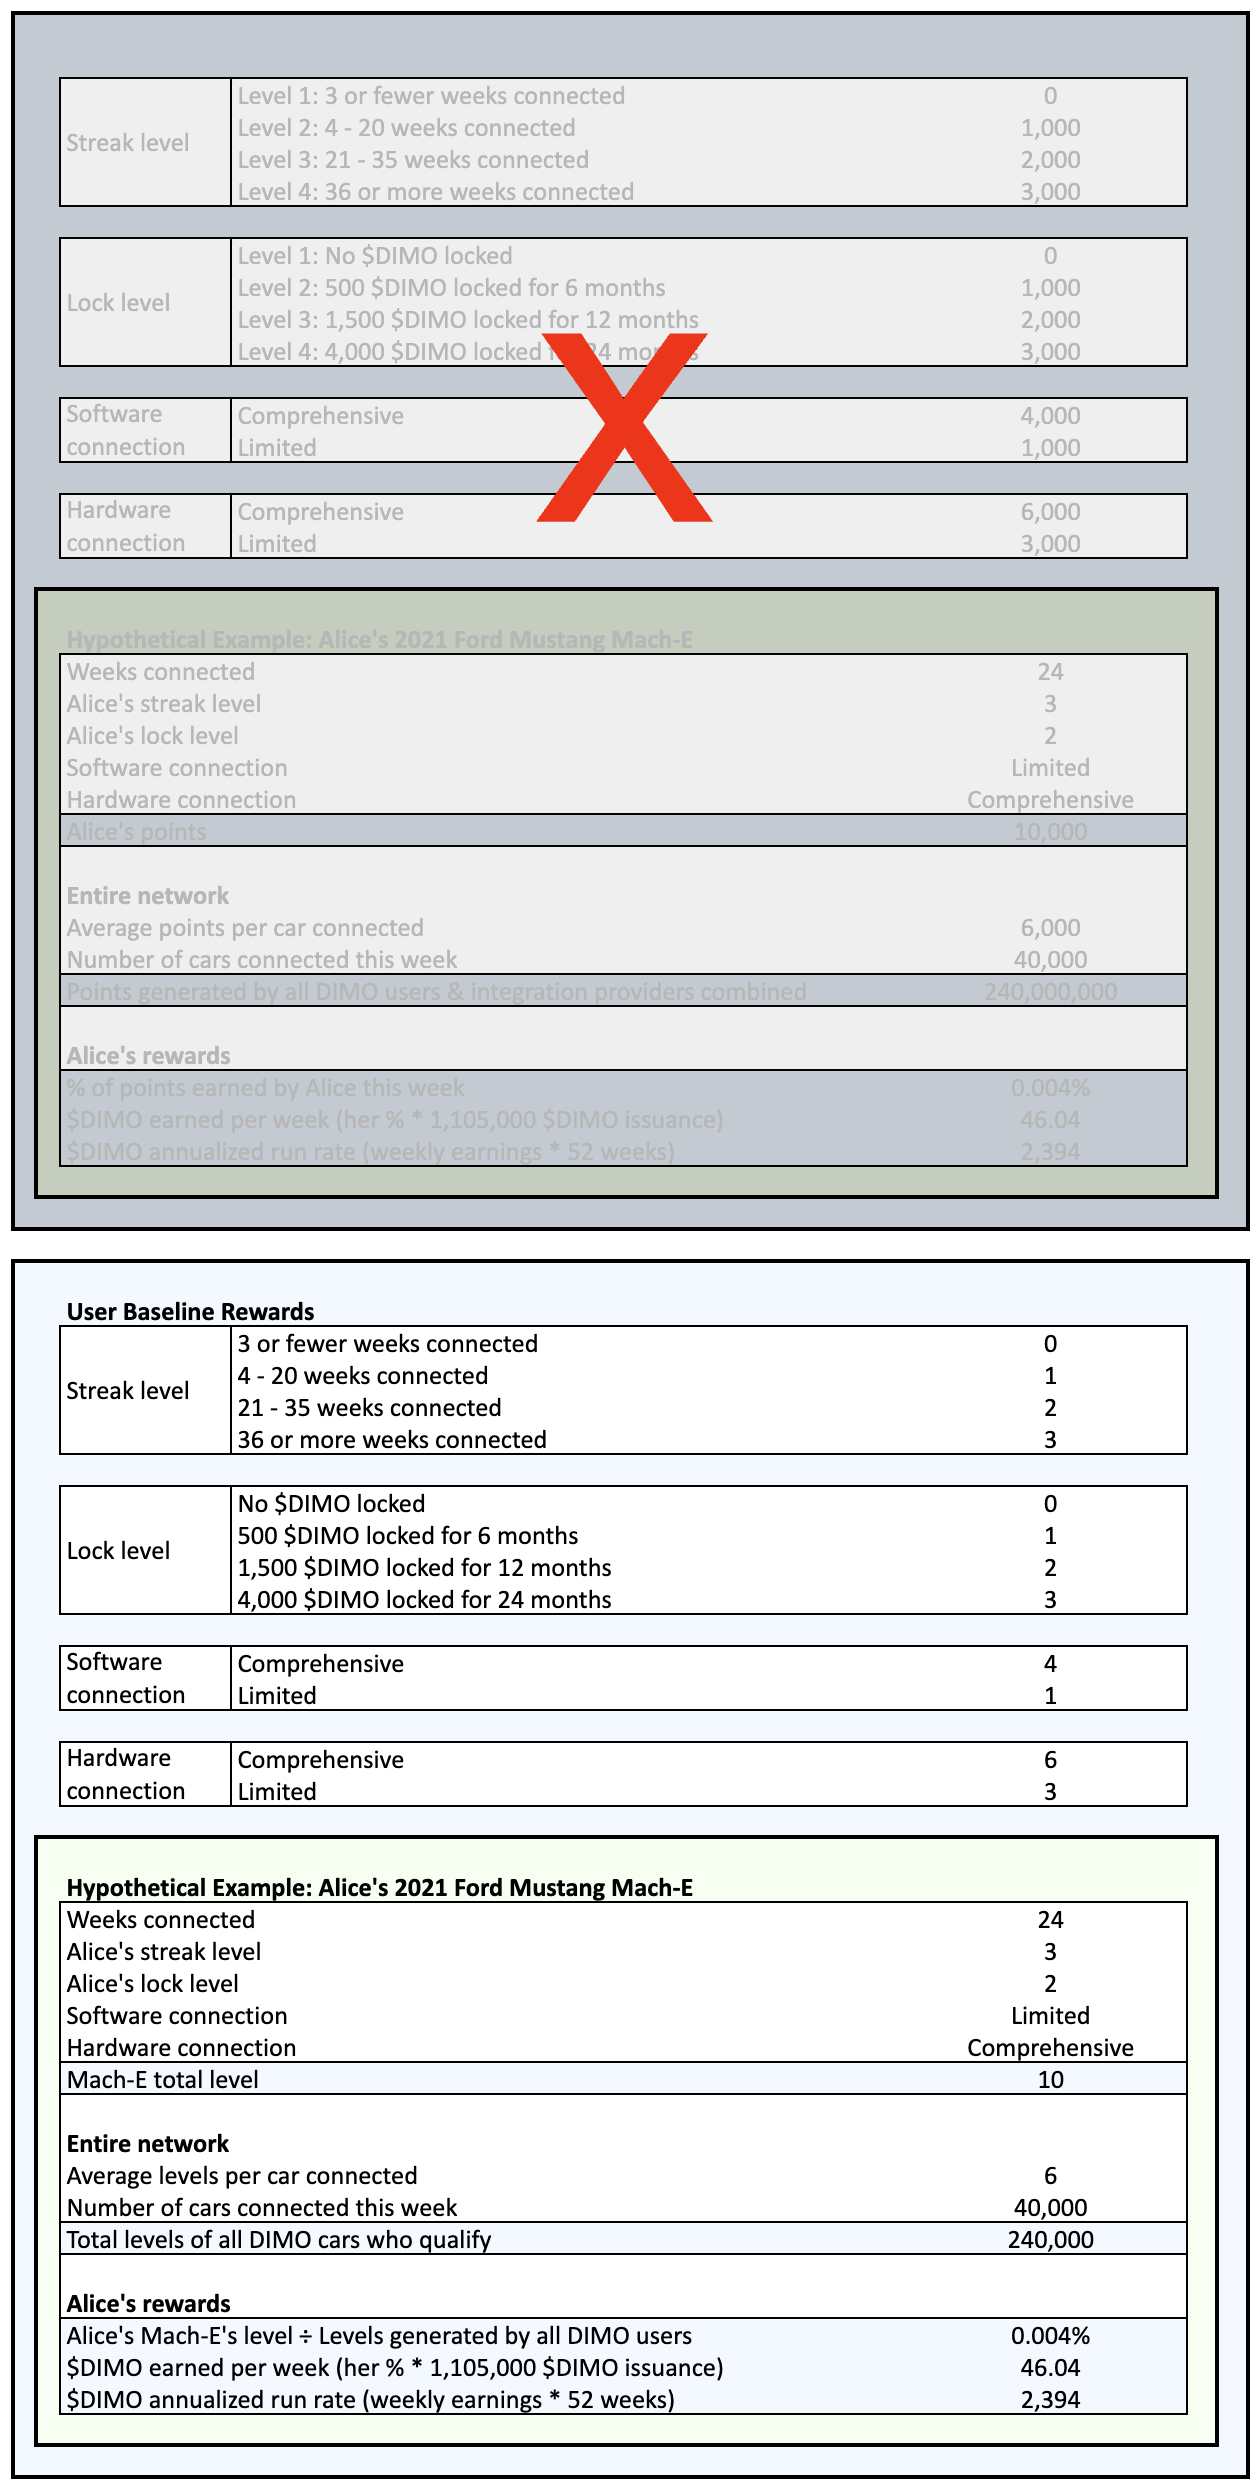 Streak level
Level 1: 3 or fewer weeks connected 0
Level 2: 4 - 20 weeks connected 1,000
Level 3: 21 - 35 weeks connected 2,000
Level 4: 36 or more weeks connected 3,000
Lock level
Level 1: No $DIMO locked 0
Level 2: 500 $DIMO locked for 6 months 1,000
Level 3: 1,500 $DIMO locked for 12 months 2,000
Level 4: 4,000 $DIMO locked 3,000
X
Software connection
Comprehensive 4,000
Limited 1,000
Hardware connection
Comprehensive 6,000
Limited 3,000
Hypothetical Example: Alice's 2021 Ford Mustang Mach-E
Weeks connected 24
Alice's streak level 3
Alice's lock level 2
Software connection Limited
Hardware connection Comprehensive
Alice's points 10,000
Entire network
Average points per car connected 6,000
Number of cars connected this week 40,000
Points generated by all DIMO users & integration providers combined 240,000,000
Alice's rewards
% of points earned by Alice this week 0.004%
$DIMO earned per week (her % * 1,105,000 $DIMO issuance) 46.04
$DIMO annualized run rate (weekly earnings * 52 weeks) 2,394
User Baseline Rewards
Streak level
3 or fewer weeks connected 0
4 - 20 weeks connected 1
21 - 35 weeks connected 2
36 or more weeks connected 3
Lock level
No $DIMO locked 0
500 $DIMO locked for 6 months 1
1,500 $DIMO locked for 12 months 2
4,000 $DIMO locked for 24 months 3
Software connection
Comprehensive 4
Limited 1
Hardware connection
Comprehensive 6
Limited 3
Hypothetical Example: Alice's 2021 Ford Mustang Mach-E
Weeks connected 24
Alice's streak level 3
Alice's lock level 2
Software connection Limited
Hardware connection Comprehensive
Mach-E total level 10
Entire network
Average levels per car connected 6
Number of cars connected this week 40,000
Total levels of all DIMO cars who qualify 240,000
Alice's rewards
Alice's Mach-E's level ÷ Levels generated by all DIMO users 0.004%
$DIMO earned per week (her % * 1,105,000 $DIMO issuance) 46.04
$DIMO annualized run rate (weekly earnings * 52 weeks) 2,394